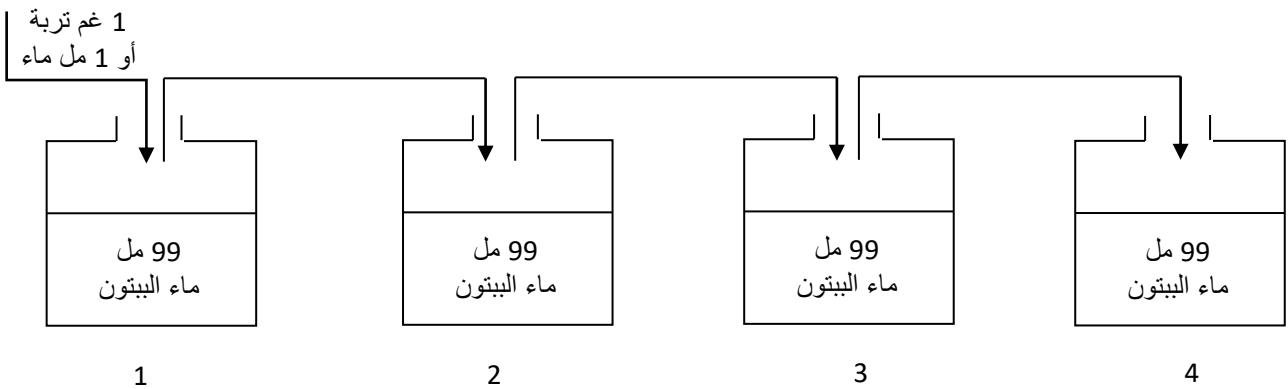 1 غم تربة
أو 1 مل ماء
99 مل
ماء الببتون
99 مل
ماء الببتون
99 مل
ماء الببتون
99 مل
ماء الببتون
1
2
3
4